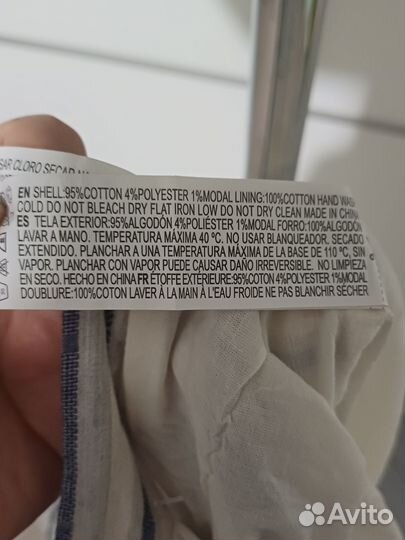 SAR CLORO SECAR
EN SHELL:95%COTTON 4%POLYESTER 1%MODAL LINING:100%COTTON HAND WASH
COLD DO NOT BLEACH DRY FLAT IRON LOW DO NOT DRY CLEAN MADE IN CHINA
ES TELA EXTERIOR:95%ALGODÓN 4%POLIÉSTER 1%MODAL FORRO:100%ALGODÓN
LAVAR A MANO. TEMPERATURA MÁXIMA 40 °C. NO USAR BLANQUEADOR. SECADO
EXTENDIDO. PLANCHAR A UNA TEMPERATURA MÁXIMA DE LA BASE DE 110 °C, SIN
VAPOR. PLANCHAR CON VAPOR PUEDE CAUSAR DAÑO IRREVERSIBLE. NO LIMPIEZA
EN SECO. HECHO EN CHINA FR ÉTOFFE EXTÉRIEURE:95%COTON 4%POLYESTER 1%MODAL
DOUBLURE:100%COTON LAVER À LA MAIN À L'EAU FROIDE NE PAS BLANCHIR SÉCHER
Avito